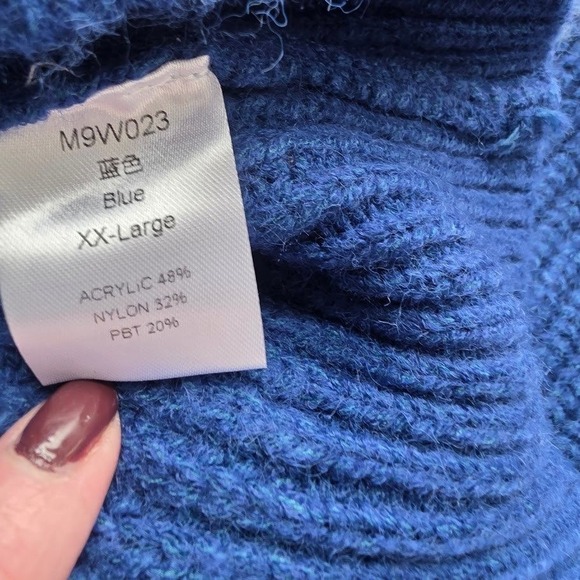 M9W023
蓝色
Blue
XX-Large
ACRYLIC 48%
NYLON 32%
PBT 20%